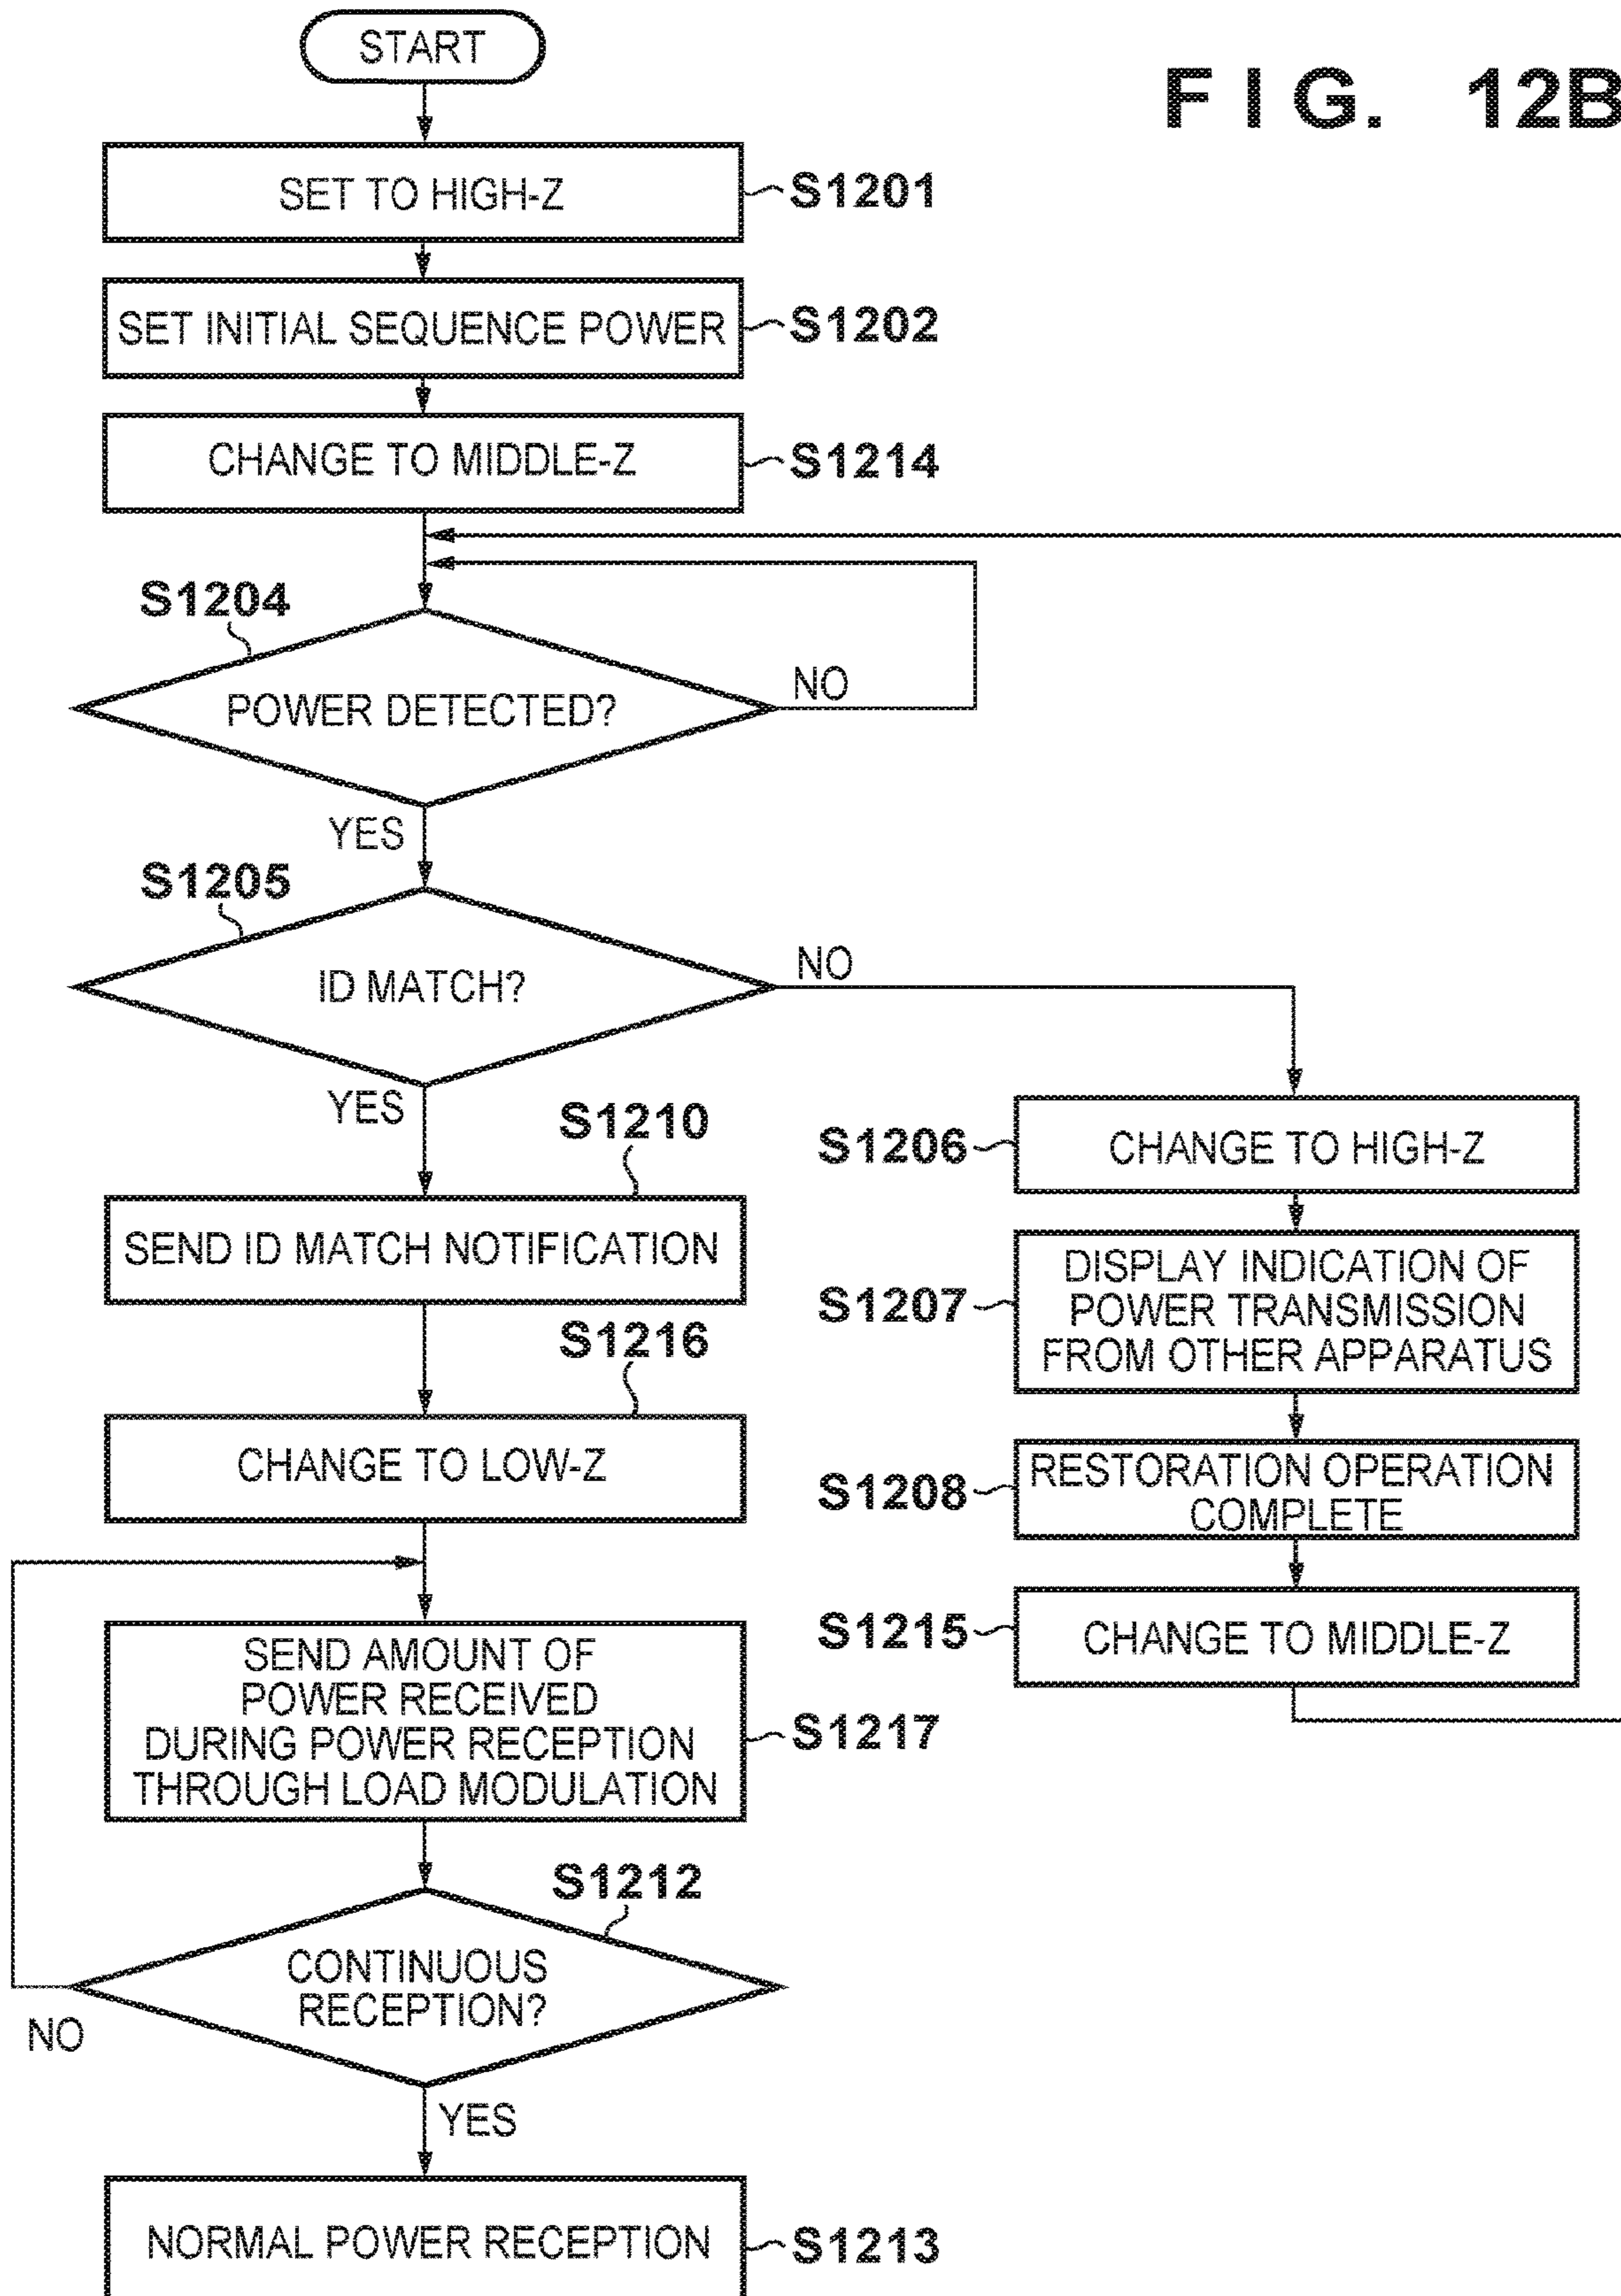 START
F I G. 12B
SET TO HIGH-Z
S1201
SET INITIAL SEQUENCE POWER
S1202
CHANGE TO MIDDLE-Z
S1214
S1204
POWER DETECTED?
NO
YES
S1205
ID MATCH?
NO
YES
S1210
SEND ID MATCH NOTIFICATION
S1206
CHANGE TO HIGH-Z
S1207
DISPLAY INDICATION OF
POWER TRANSMISSION
FROM OTHER APPARATUS
S1216
CHANGE TO LOW-Z
S1208
RESTORATION OPERATION
COMPLETE
S1215
CHANGE TO MIDDLE-Z
SEND AMOUNT OF
POWER RECEIVED
DURING POWER RECEPTION
THROUGH LOAD MODULATION
S1217
S1212
CONTINUOUS
RECEPTION?
NO
YES
NORMAL POWER RECEPTION
S1213